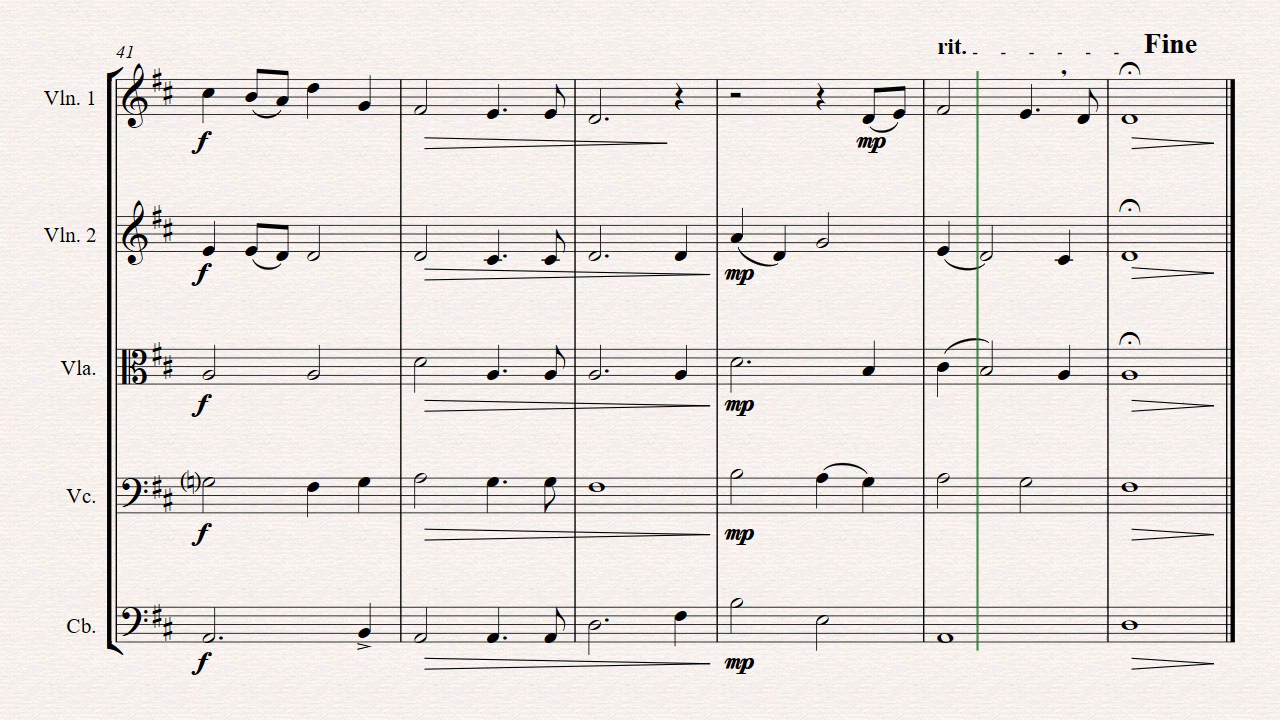 rit. - - - - - - Fine
41
Vln. 1
f
mp
Vln. 2
f
mp
Vla.
f
mp
Vc.
f
mp
Cb.
f
mp